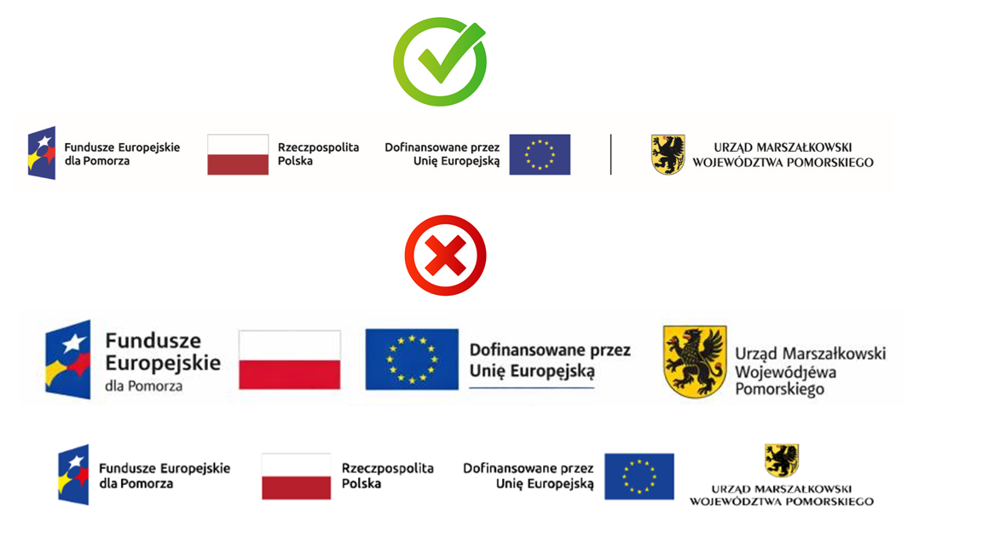 Fundusze Europejskie
dla Pomorza
Rzeczpospolita
Polska
Dofinansowane przez
Unię Europejską
URZĄD MARSZAŁKOWSKI
WOJEWÓDZTWA POMORSKIEGO
Fundusze
Europejskie
dla Pomorza
Dofinansowane przez
Unię Europęjską
Urząd Marszałkowski
Wojewódjéwa
Pomorskiego
Fundusze Europejskie
dla Pomorza
Rzeczpospolita
Polska
Dofinansowane przez
Unię Europejską
URZĄD MARSZAŁKOWSKI
WOJEWÓDZTWA POMORSKIEGO